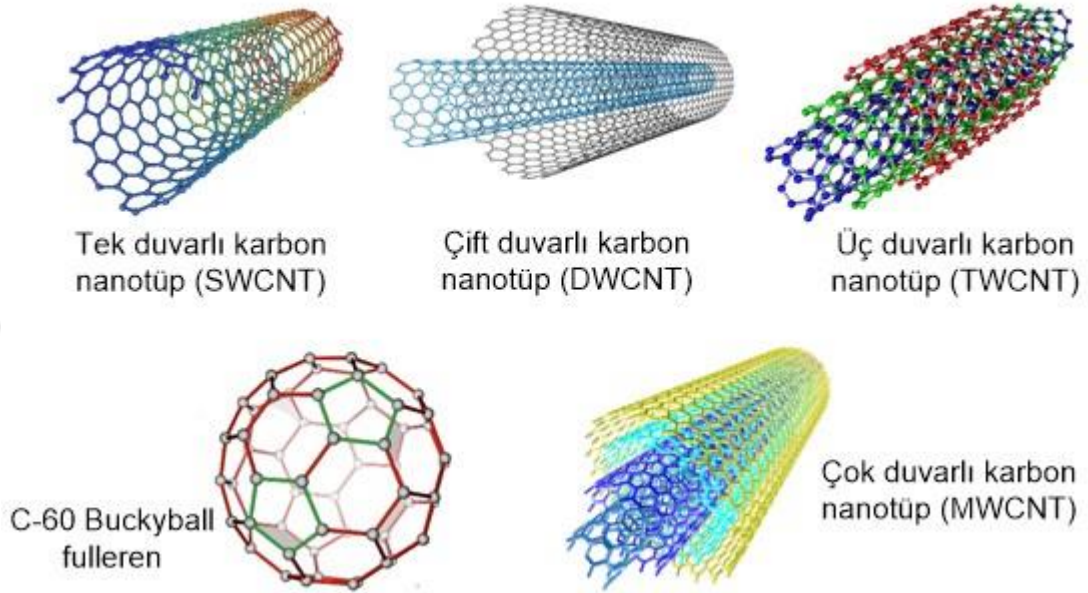 Tek duvarlı karbon
nanotüp (SWCNT)
Çift duvarlı karbon
nanotüp (DWCNT)
Üç duvarlı karbon
nanotüp (TWCNT)
C-60 Buckyball
fulleren
Çok duvarlı karbon
nanotüp (MWCNT)